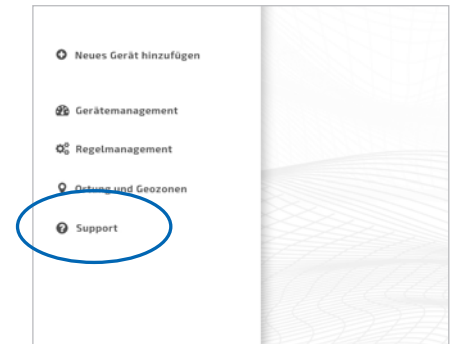 Neues Gerät hinzufügen
Gerätemanagement
Regelmanagement
Ortung und Geozonen
Support